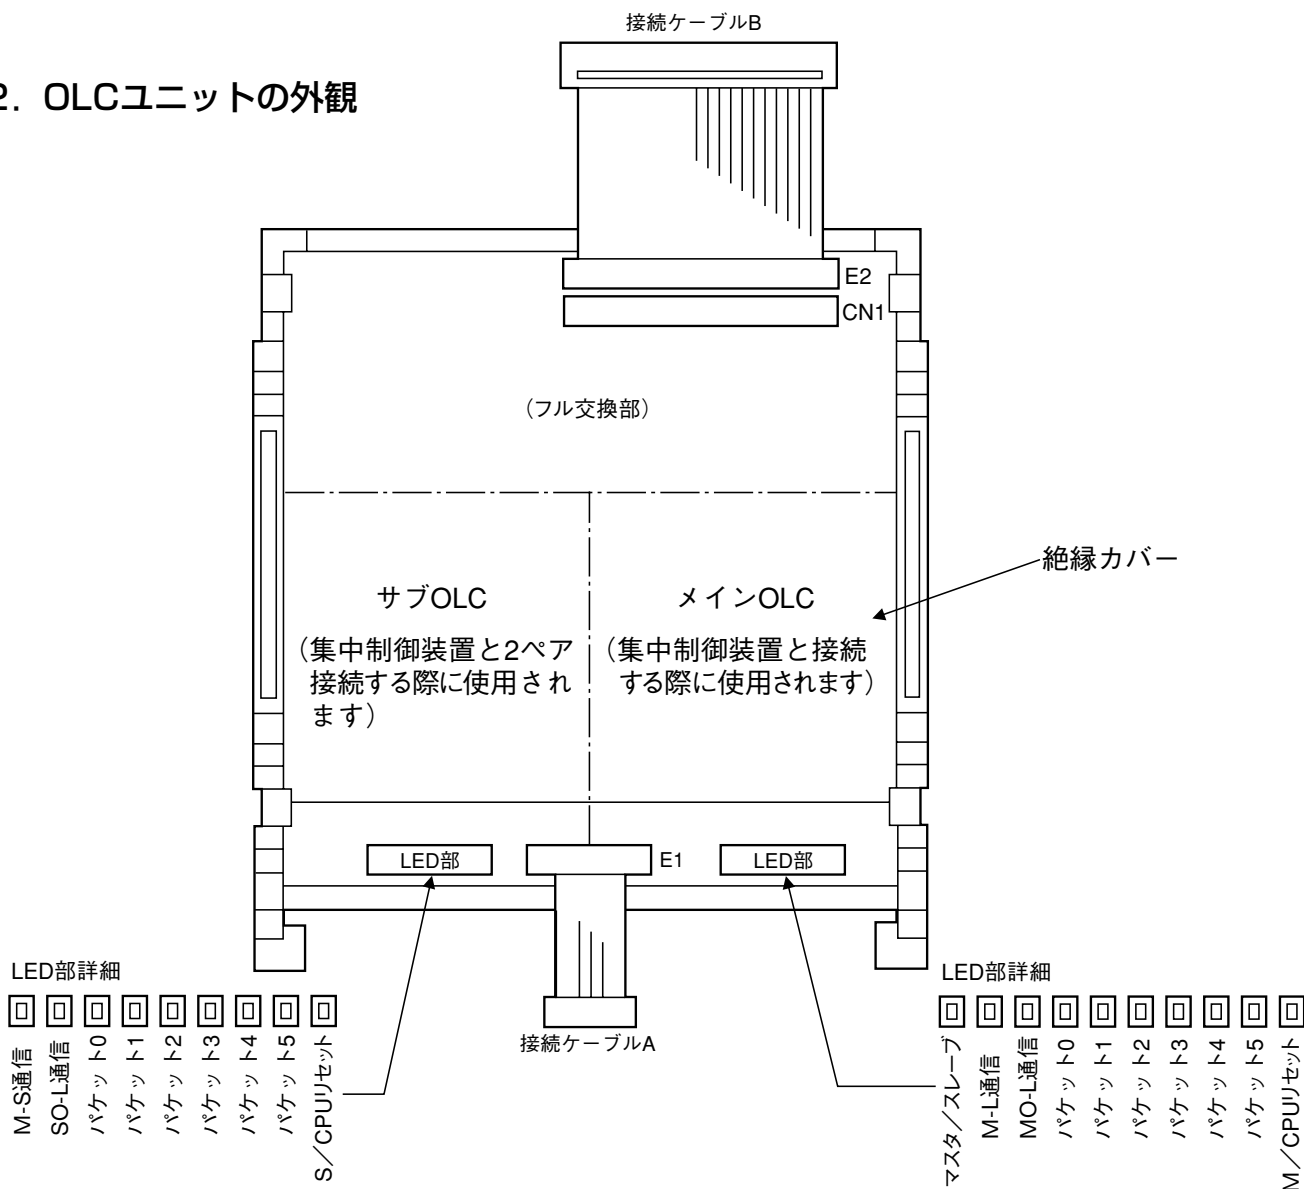 接続ケーブルB
2. OLCユニットの外観
E2
CN1
（フル交換部）
絶縁カバー
サブOLC
（集中制御装置と2ペア
接続する際に使用され
ます）
メインOLC
（集中制御装置と接続
する際に使用されます）
LED部
E1
LED部
接続ケーブルA
LED部詳細
M-S通信
SO-L通信
パケット0
パケット1
パケット2
パケット3
パケット4
パケット5
S／CPUリセット
LED部詳細
マスタ／スレーブ
M-L通信
MO-L通信
パケット0
パケット1
パケット2
パケット3
パケット4
パケット5
M／CPUリセット